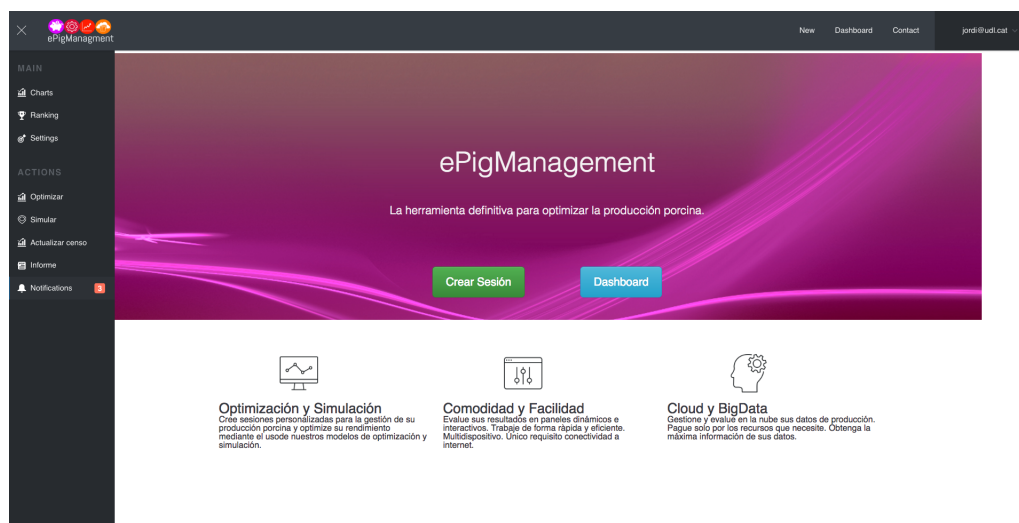 ePigManagment
New Dashboard Contact jordi@udl.cat
MAIN
Charts
Ranking
Settings
ACTIONS
Optimizar
Simular
Actualizar censo
Informe
Notifications 3
ePigManagement
La herramienta definitiva para optimizar la producción porcina.
Crear Sesión Dashboard
Optimización y Simulación
Cree sesiones personalizadas para la gestión de su
producción porcina y optimize su rendimiento
mediante el usode nuestros modelos de optimización y
simulación.
Comodidad y Facilidad
Evalue sus resultados en paneles dinámicos e
interactivos. Trabaje de forma ràpida y eficiente.
Multidispositivo. Único requisito conectividad a
internet.
Cloud y BigData
Gestione y evalue en la nube sus datos de producción.
Pague solo por los recursos que necesite. Obtenga la
máxima información de sus datos.